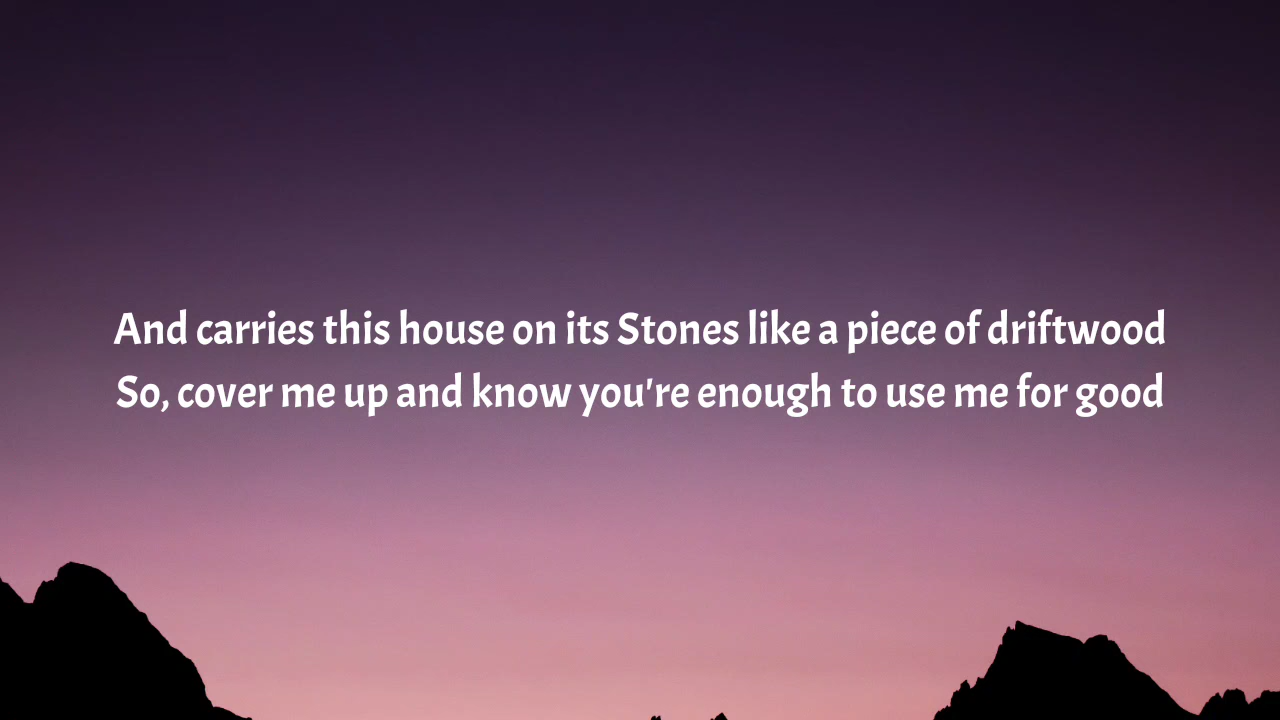 And carries this house on its Stones like a piece of driftwood
So, cover me up and know you're enough to use me for good